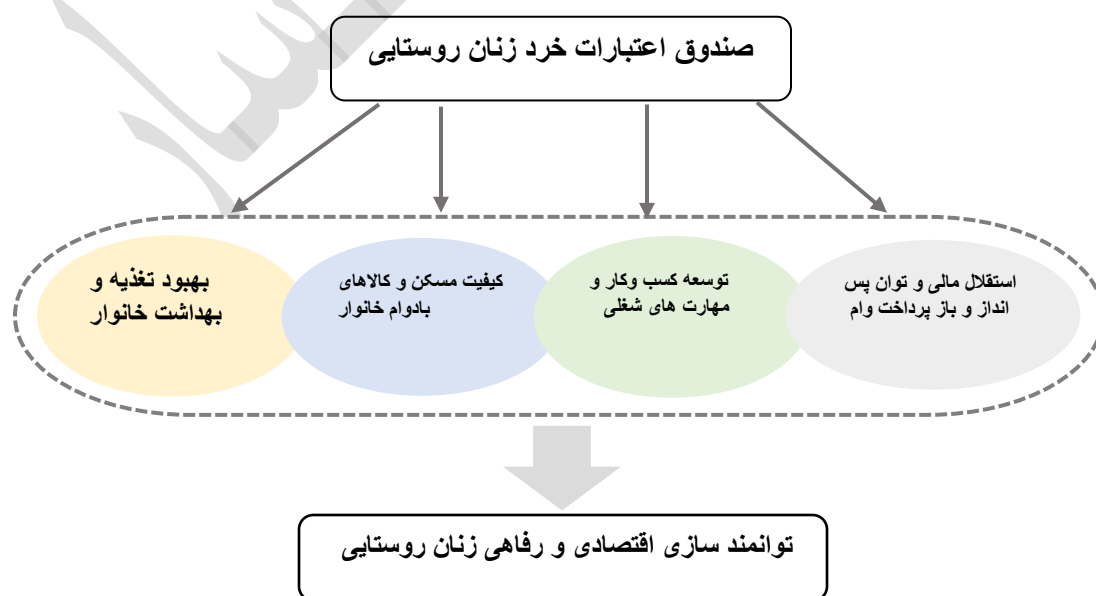 صندوق اعتبارات خرد زنان روستایی
استقلال مالی و توان پس
انداز و باز پرداخت وام
توسعه کسب وکار و
مهارت های شغلی
کیفیت مسکن و کالاهای
بادوام خانوار
بهبود تغذیه و
بهداشت خانوار
توانمند سازی اقتصادی و رفاهی زنان روستایی